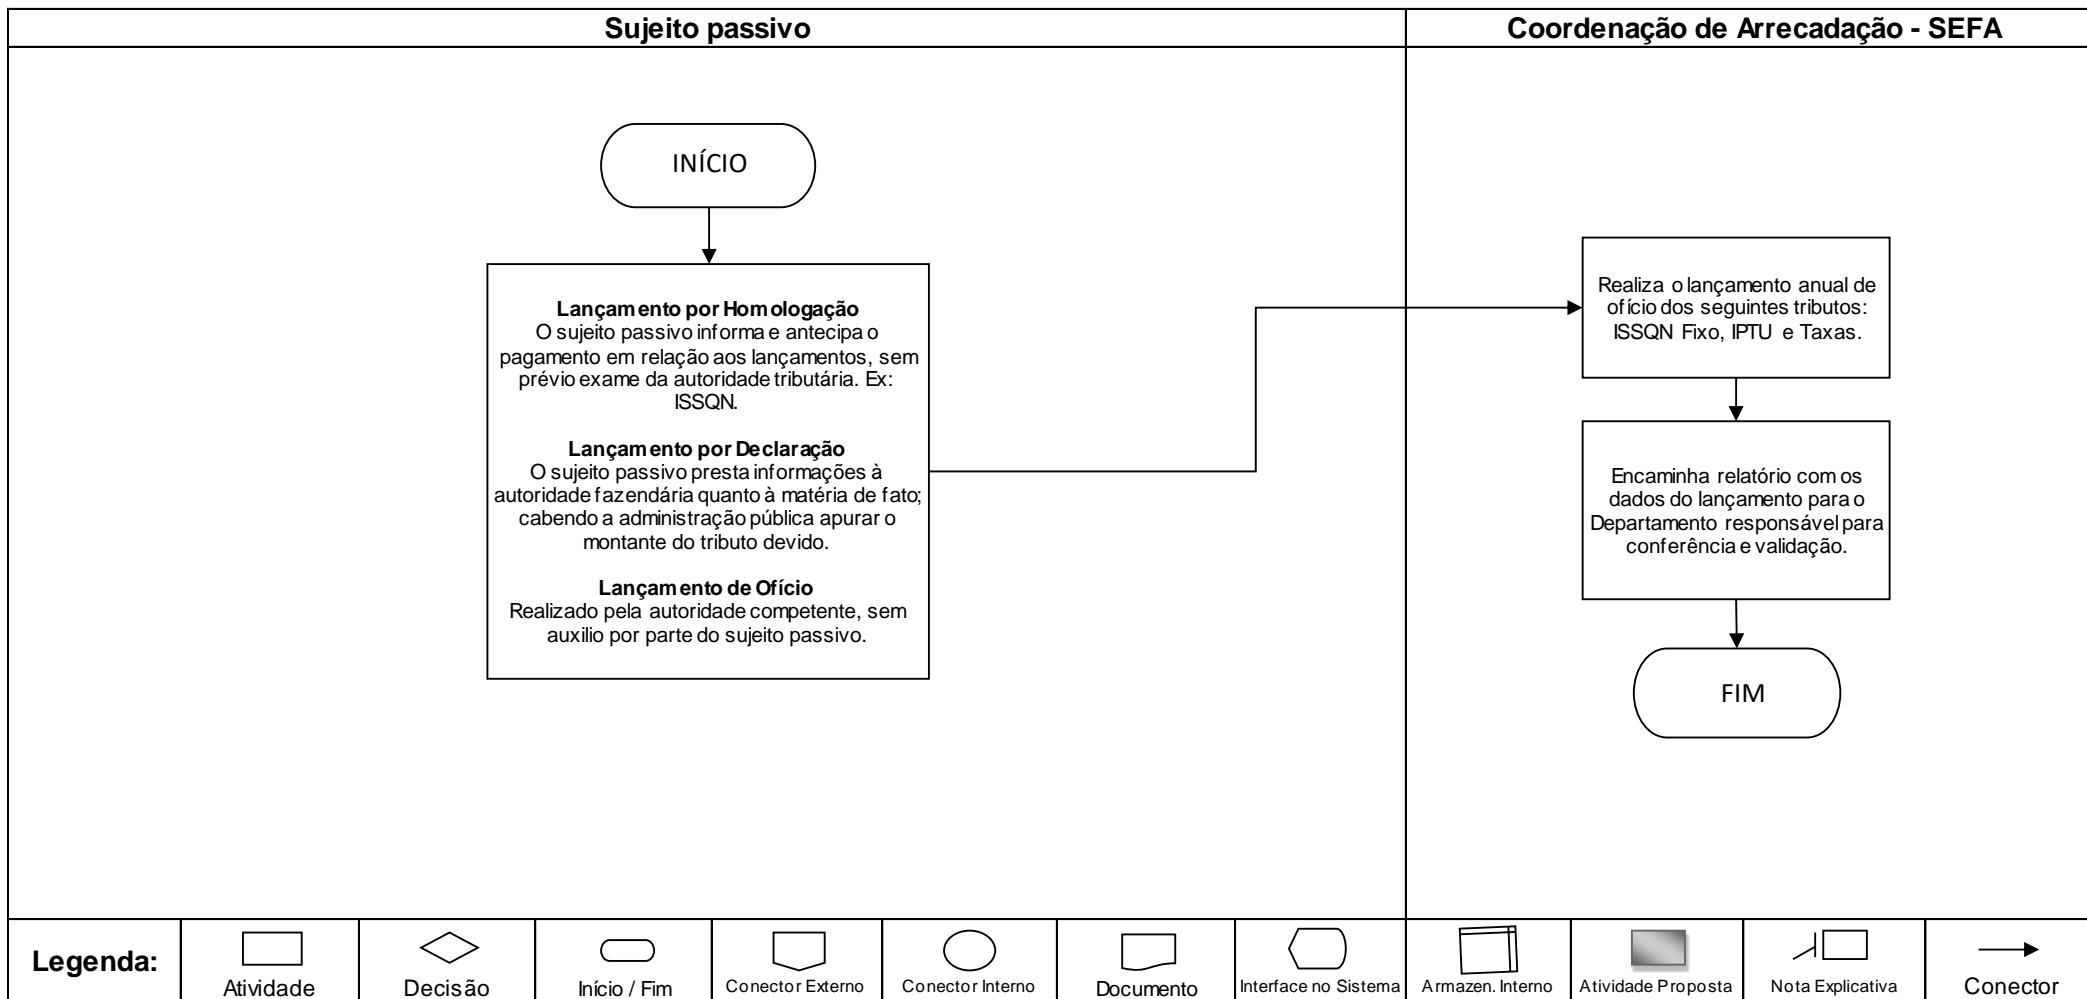 Sujeito passivo
Coordenação de Arrecadação - SEFA
INÍCIO
Lançamento por Homologação
O sujeito passivo informa e antecipa o
pagamento em relação aos lançamentos, sem
prévio exame da autoridade tributária. Ex:
ISSQN.
Lançamento por Declaração
O sujeito passivo presta informações à
autoridade fazendária quanto à matéria de fato;
cabendo a administração pública apurar o
montante do tributo devido.
Lançamento de Ofício
Realizado pela autoridade competente, sem
auxilio por parte do sujeito passivo.
Realiza o lançamento anual de
ofício dos seguintes tributos:
ISSQN Fixo, IPTU e Taxas.
Encaminha relatório com os
dados do lançamento para o
Departamento responsável para
conferência e validação.
FIM
Legenda:
Atividade
Decisão
Início / Fim
Conector Externo
Conector Interno
Documento
Interface no Sistema
Armazen. Interno
Atividade Proposta
Nota Explicativa
Conector